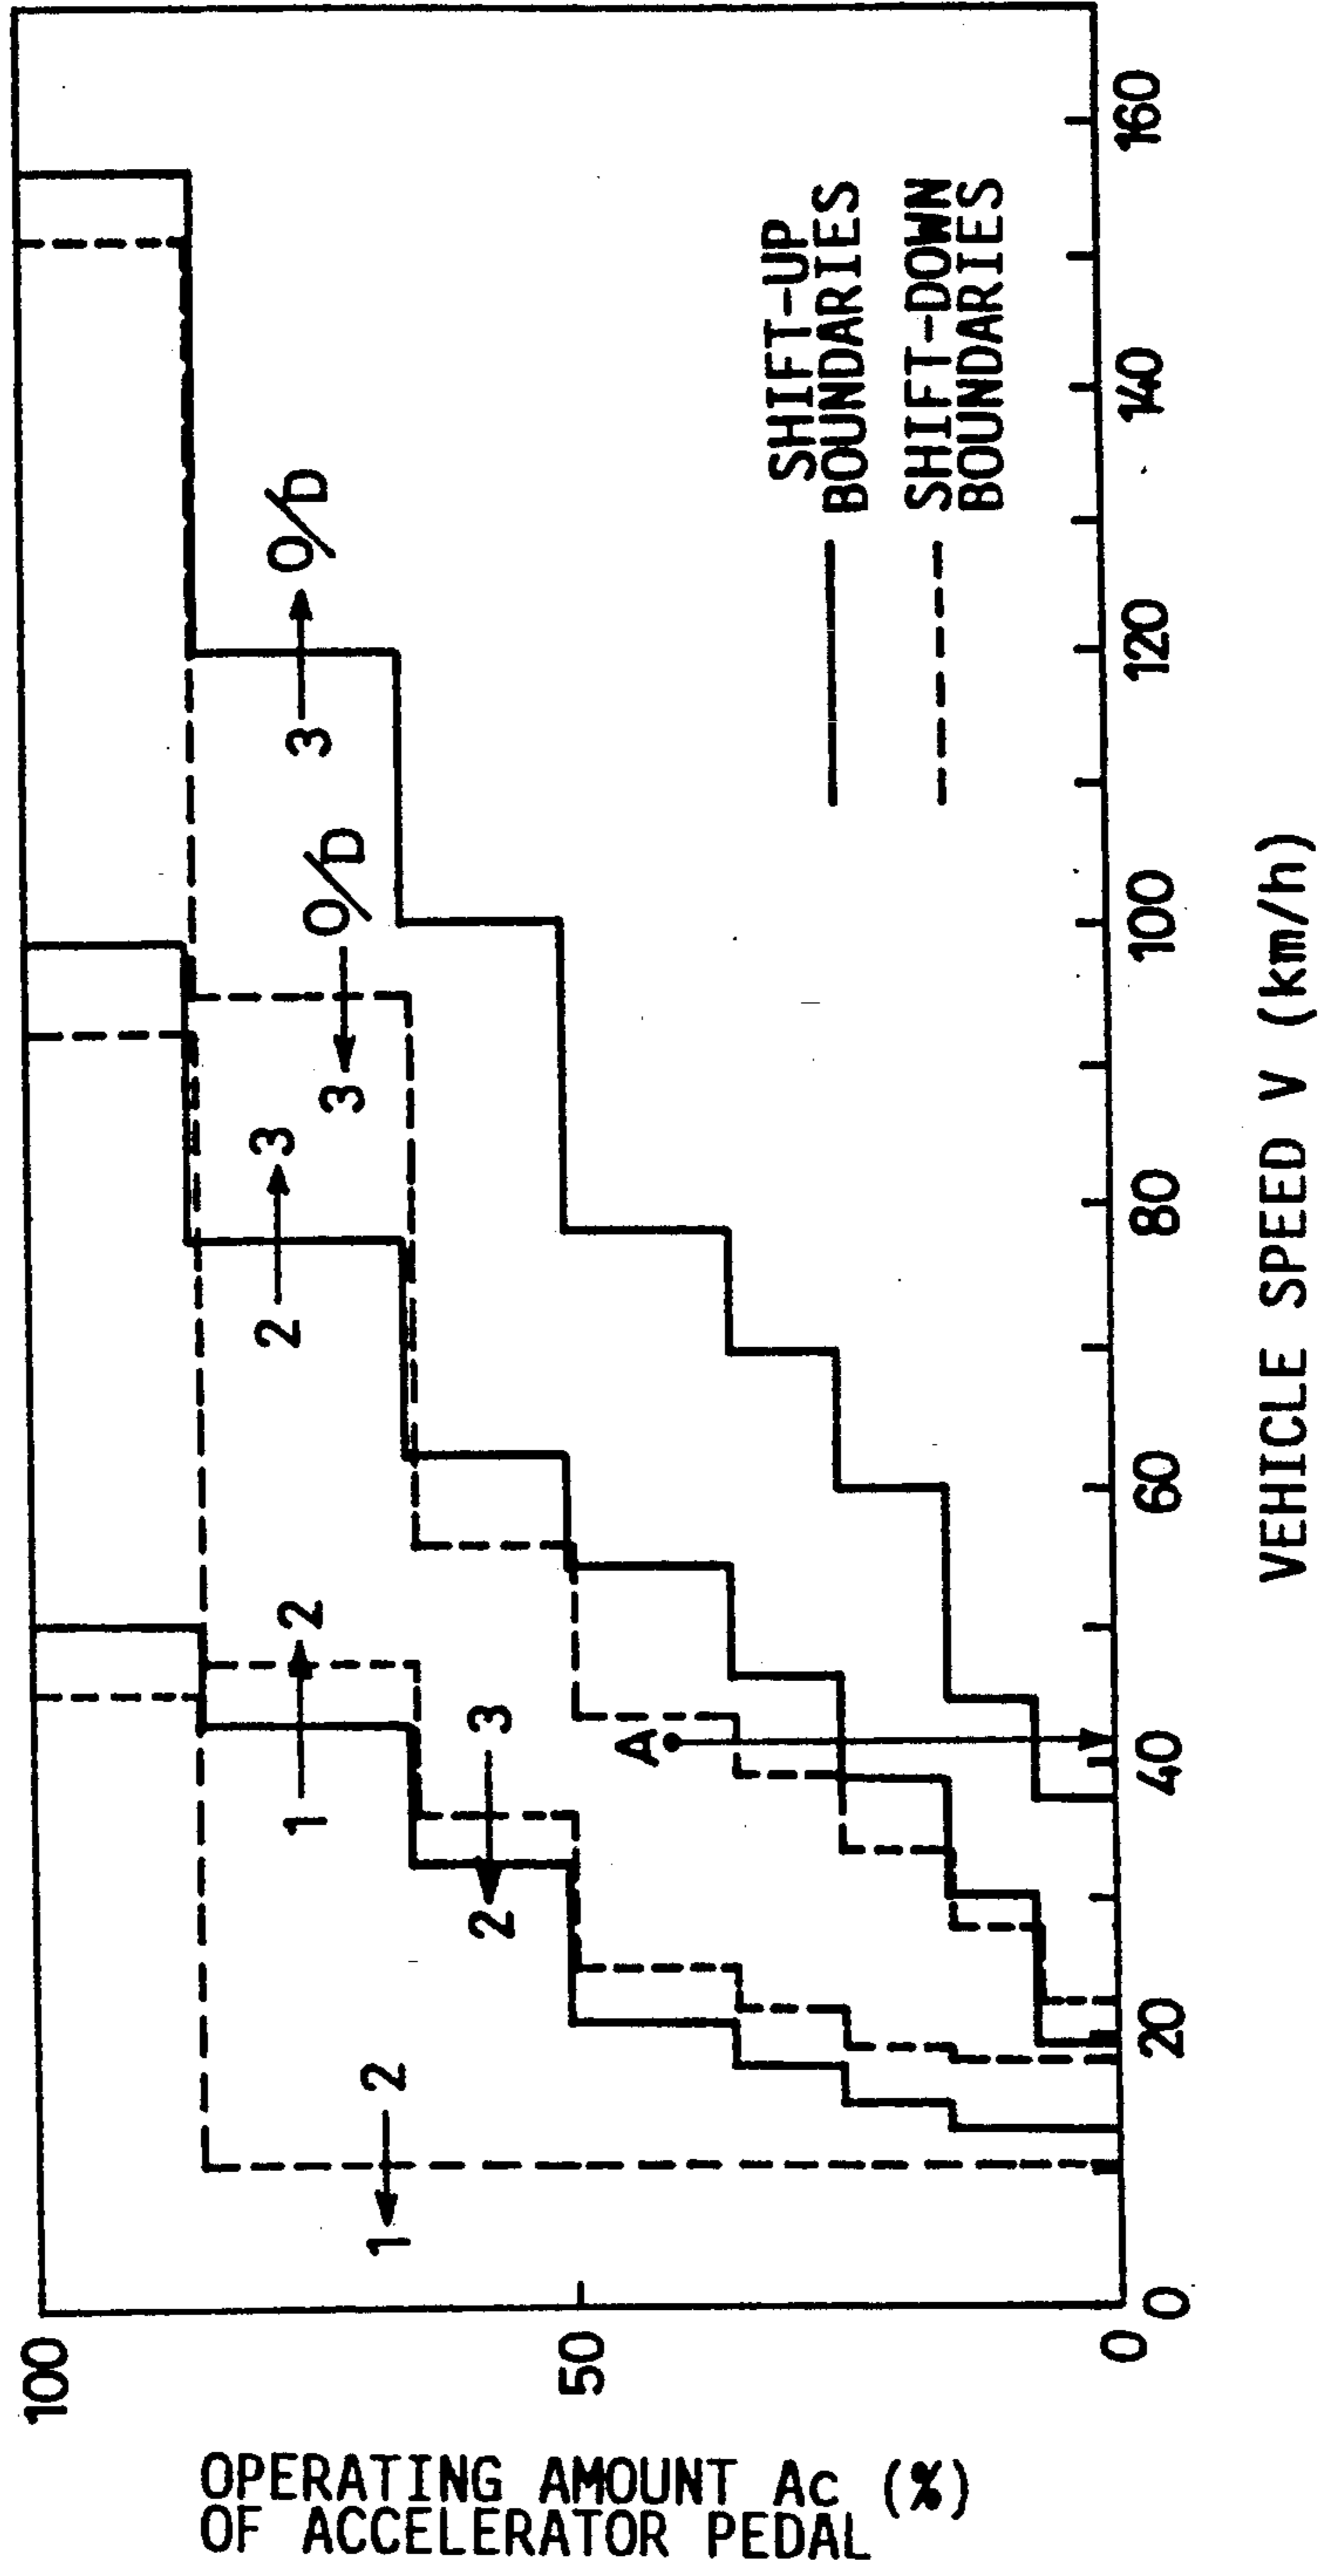 OPERATING AMOUNT Ac (%)
OF ACCELERATOR PEDAL
100
50
0
1 ← 2
1 → 2
2 ← 3
2 → 3
3 ← O/D
3 → O/D
A
SHIFT-UP
BOUNDARIES
SHIFT-DOWN
BOUNDARIES
0 20 40 60 80 100 120 140 160
VEHICLE SPEED V (km/h)